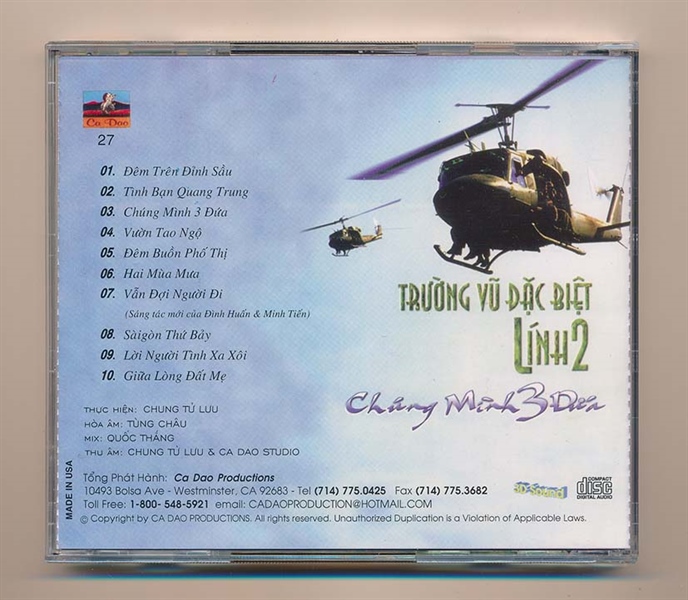 Ca Dao
27
01. Đêm Trên Đỉnh Sầu
02. Tình Bạn Quang Trung
03. Chúng Mình 3 Đứa
04. Vườn Tao Ngộ
05. Đêm Buồn Phố Thị
06. Hai Mùa Mưa
07. Vẫn Đợi Người Đi
(Sáng tác mới của Đình Huấn & Minh Tiến)
08. Sàigòn Thứ Bảy
09. Lời Người Tình Xa Xôi
10. Giữa Lòng Đất Mẹ
TRƯỜNG VŨ ĐẶC BIỆT
LÍNH 2
Chúng Mình 3 Đứa
THỰC HIỆN: CHUNG TỬ LƯU
HÒA ÂM: TÙNG CHÂU
MIX: QUỐC THẮNG
THU ÂM: CHUNG TỬ LƯU & CA DAO STUDIO
MADE IN USA
Tổng Phát Hành: Ca Dao Productions
10493 Bolsa Ave - Westminster, CA 92683 - Tel (714) 775.0425 Fax (714) 775.3682
Toll Free: 1-800- 548-5921 email: CADAOPRODUCTION@HOTMAIL.COM
© Copyright by CA DAO PRODUCTIONS. All rights reserved. Unauthorized Duplication is a Violation of Applicable Laws.
3D Sound
COMPACT
disc
DIGITAL AUDIO